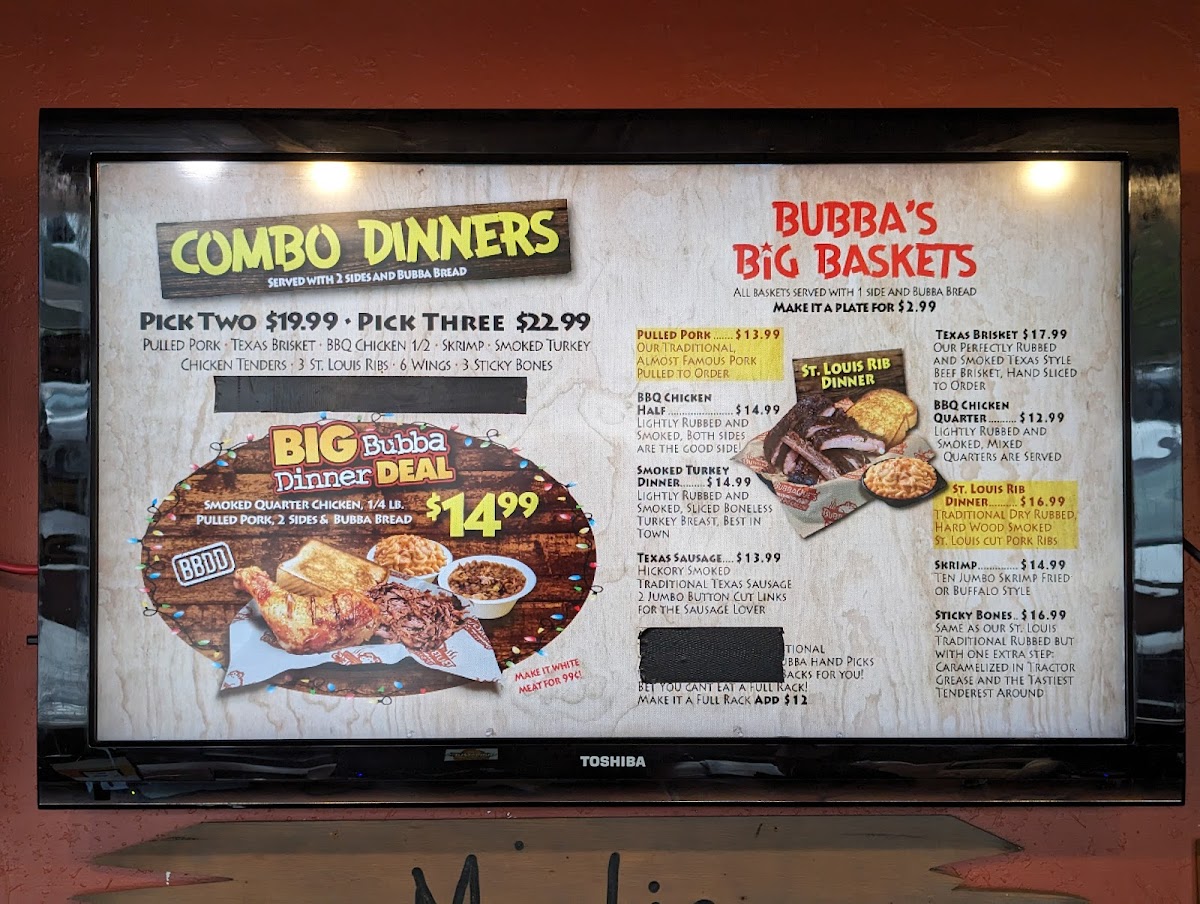 COMBO DINNERS
SERVED WITH 2 SIDES AND BUBBA BREAD
PICK TWO $19.99 · PICK THREE $22.99
PULLED PORK · TEXAS BRISKET · BBQ CHICKEN 1/2 · SKRIMP · SMOKED TURKEY
CHICKEN TENDERS · 3 ST. LOUIS RIBS · 6 WINGS · 3 STICKY BONES
BIG Bubba
Dinner DEAL
SMOKED QUARTER CHICKEN, 1/4 LB.
PULLED PORK, 2 SIDES & BUBBA BREAD
$14.99
BBDD
MAKE IT WHITE
MEAT FOR 99¢!
BUBBA'S
BIG BASKETS
ALL BASKETS SERVED WITH 1 SIDE AND BUBBA BREAD
MAKE IT A PLATE FOR $2.99
PULLED PORK ....... $13.99
OUR TRADITIONAL,
ALMOST FAMOUS PORK
PULLED TO ORDER
BBQ CHICKEN
HALF ...................... $14.99
LIGHTLY RUBBED AND
SMOKED, BOTH SIDES
ARE THE GOOD SIDE!
SMOKED TURKEY
DINNER........ $14.99
LIGHTLY RUBBED AND
SMOKED, SLICED BONELESS
TURKEY BREAST, BEST IN
TOWN
TEXAS SAUSAGE.... $13.99
HICKORY SMOKED
TRADITIONAL TEXAS SAUSAGE
2 JUMBO BUTTON CUT LINKS
FOR THE SAUSAGE LOVER
HAND PICKS
FOR YOU!
BET YOU CANT EAT A FULL RACK!
MAKE IT A FULL RACK ADD $12
ST. LOUIS RIB
DINNER
TEXAS BRISKET $17.99
OUR PERFECTLY RUBBED
AND SMOKED TEXAS STYLE
BEEF BRISKET, HAND SLICED
TO ORDER
BBQ CHICKEN
QUARTER ......... $12.99
LIGHTLY RUBBED AND
SMOKED, MIXED
QUARTERS ARE SERVED
ST. LOUIS RIB
DINNER.......... $16.99
TRADITIONAL DRY RUBBED,
HARD WOOD SMOKED
ST. LOUIS CUT PORK RIBS
SKRIMP............. $14.99
TEN JUMBO SKRIMP FRIED
OR BUFFALO STYLE
STICKY BONES.. $16.99
SAME AS OUR ST. LOUIS
TRADITIONAL RUBBED BUT
WITH ONE EXTRA STEP:
CARAMELIZED IN TRACTOR
GREASE AND THE TASTIEST
TENDEREST AROUND
TOSHIBA